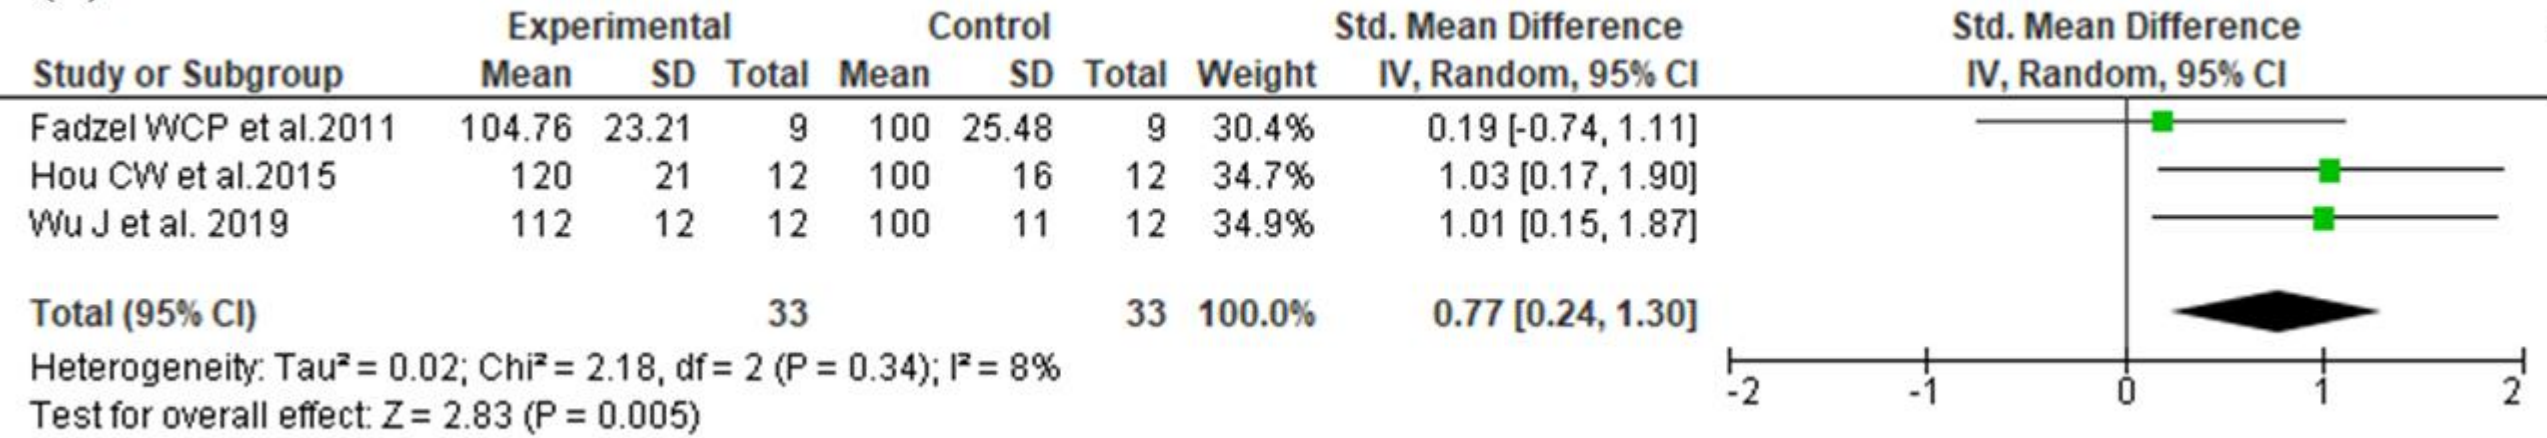 Experimental Control Std. Mean Difference Std. Mean Difference
Study or Subgroup Mean SD Total Mean SD Total Weight IV, Random, 95% CI IV, Random, 95% CI
Fadzel WCP et al.2011 104.76 23.21 9 100 25.48 9 30.4% 0.19 [-0.74, 1.11]
Hou CW et al.2015 120 21 12 100 16 12 34.7% 1.03 [0.17, 1.90]
Wu J et al. 2019 112 12 12 100 11 12 34.9% 1.01 [0.15, 1.87]
Total (95% CI) 33 33 100.0% 0.77 [0.24, 1.30]
Heterogeneity: Tau² = 0.02; Chi² = 2.18, df = 2 (P = 0.34); I² = 8%
Test for overall effect: Z = 2.83 (P = 0.005)
-2 -1 0 1 2